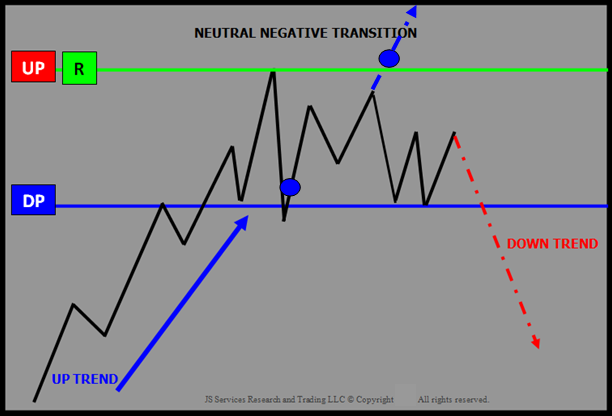 NEUTRAL NEGATIVE TRANSITION
UP R
DP
DOWN TREND
UP TREND
JS Services Research and Trading LLC © Copyright All rights reserved.